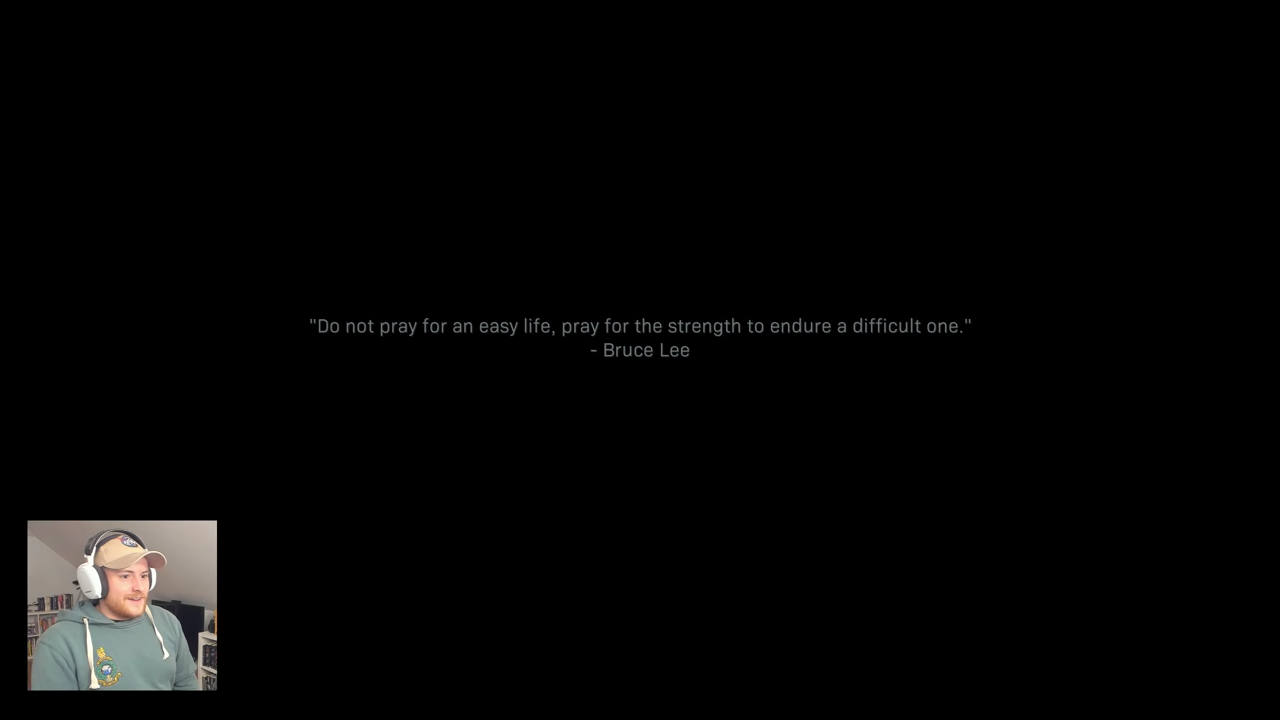 "Do not pray for an easy life, pray for the strength to endure a difficult one."
- Bruce Lee